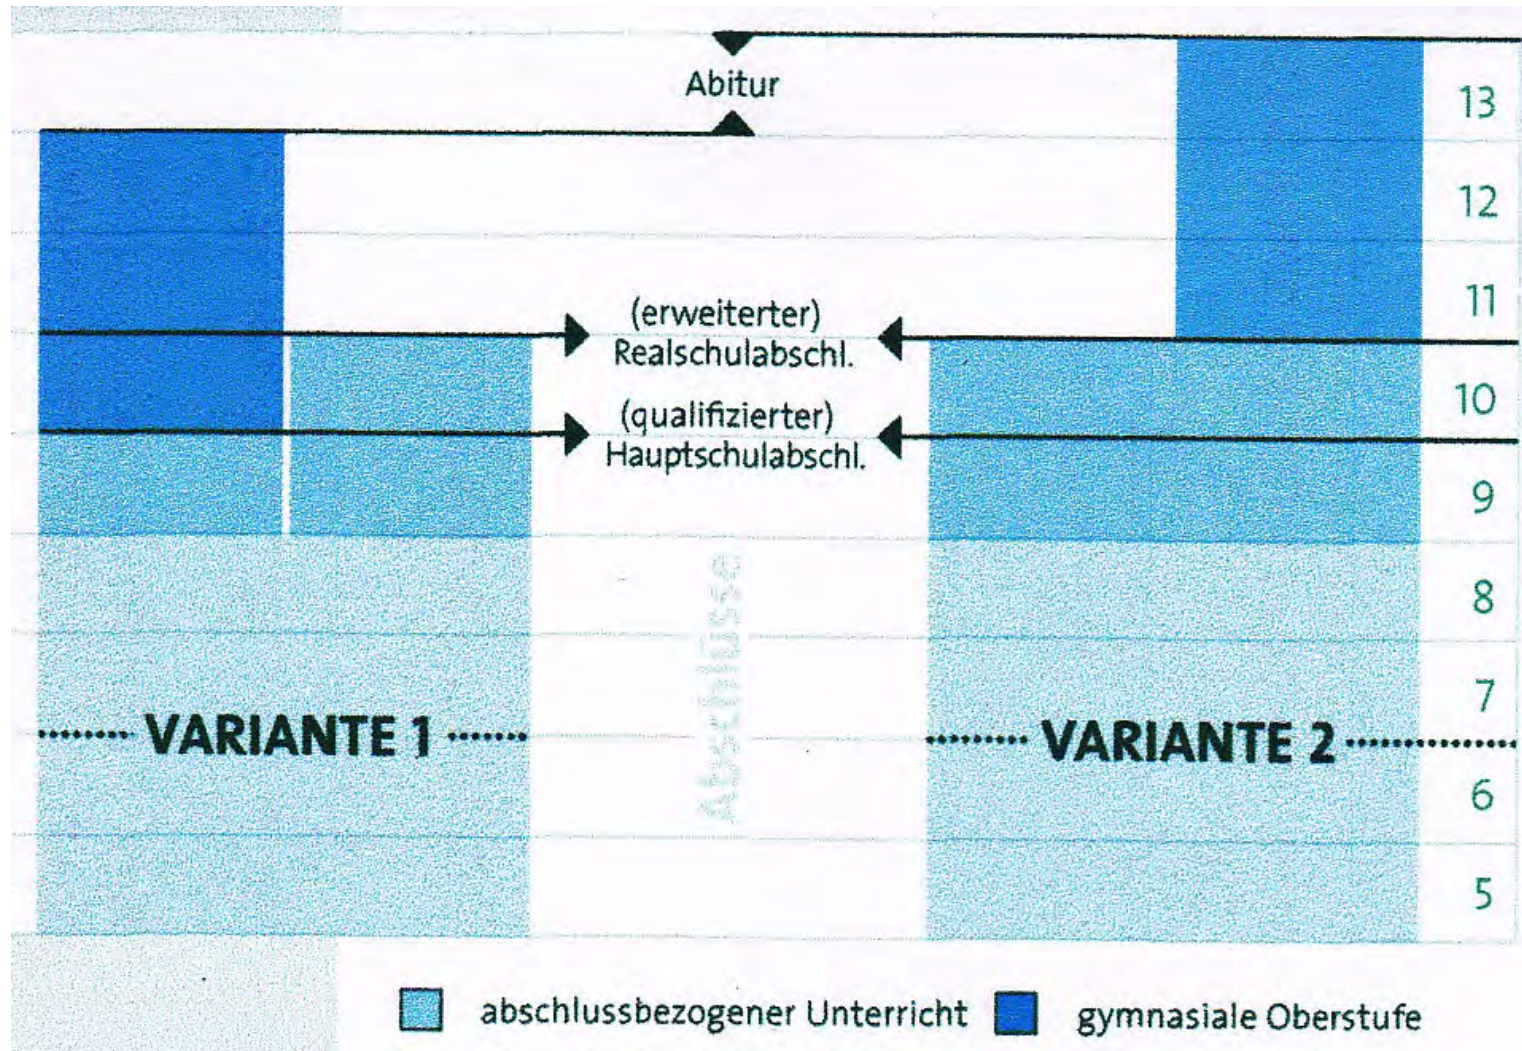 Abitur
13
12
11
(erweiterter)
Realschulabschl.
10
(qualifizierter)
Hauptschulabschl.
9
8
Abschlüsse
7
VARIANTE 1
VARIANTE 2
6
5
abschlussbezogener Unterricht
gymnasiale Oberstufe